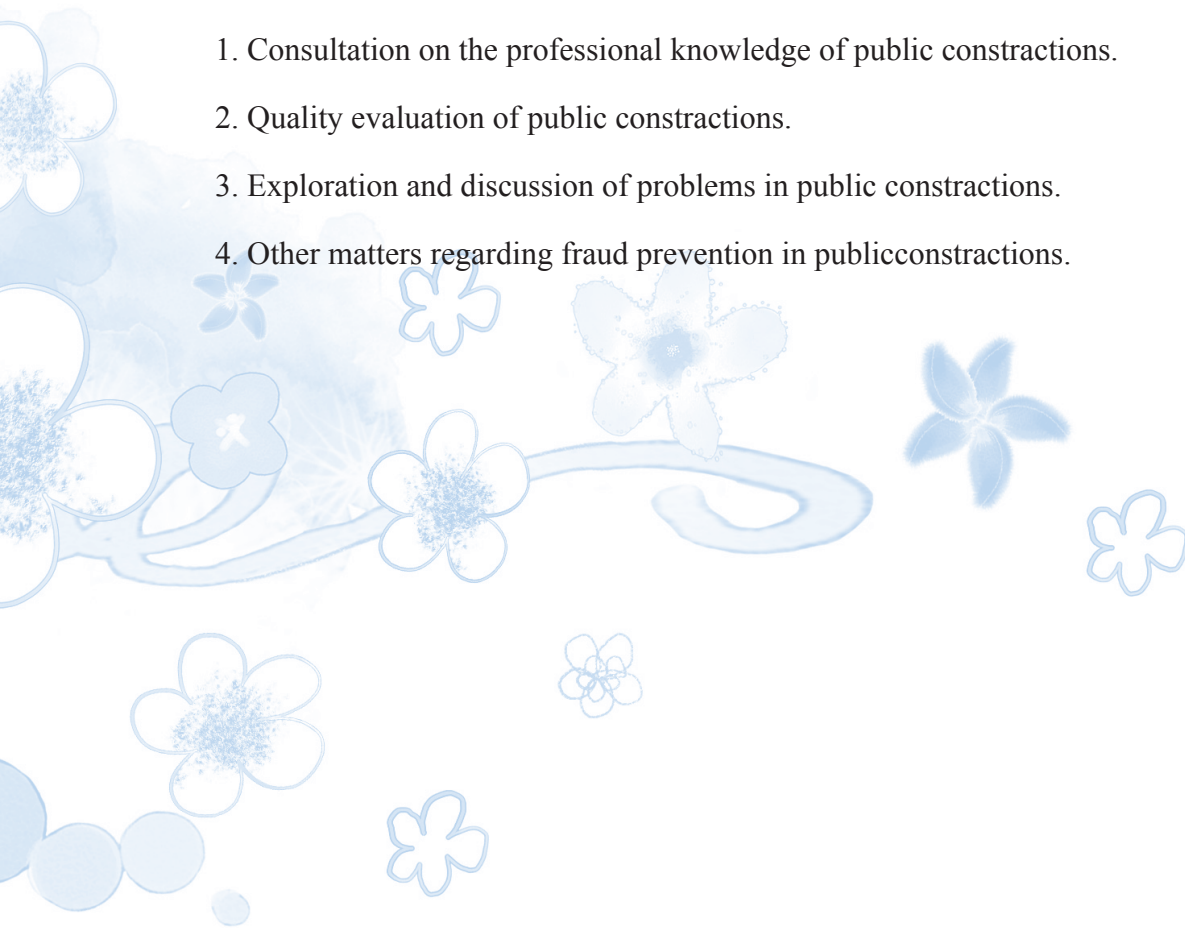 1. Consultation on the professional knowledge of public constractions.
2. Quality evaluation of public constractions.
3. Exploration and discussion of problems in public constractions.
4. Other matters regarding fraud prevention in publicconstractions.